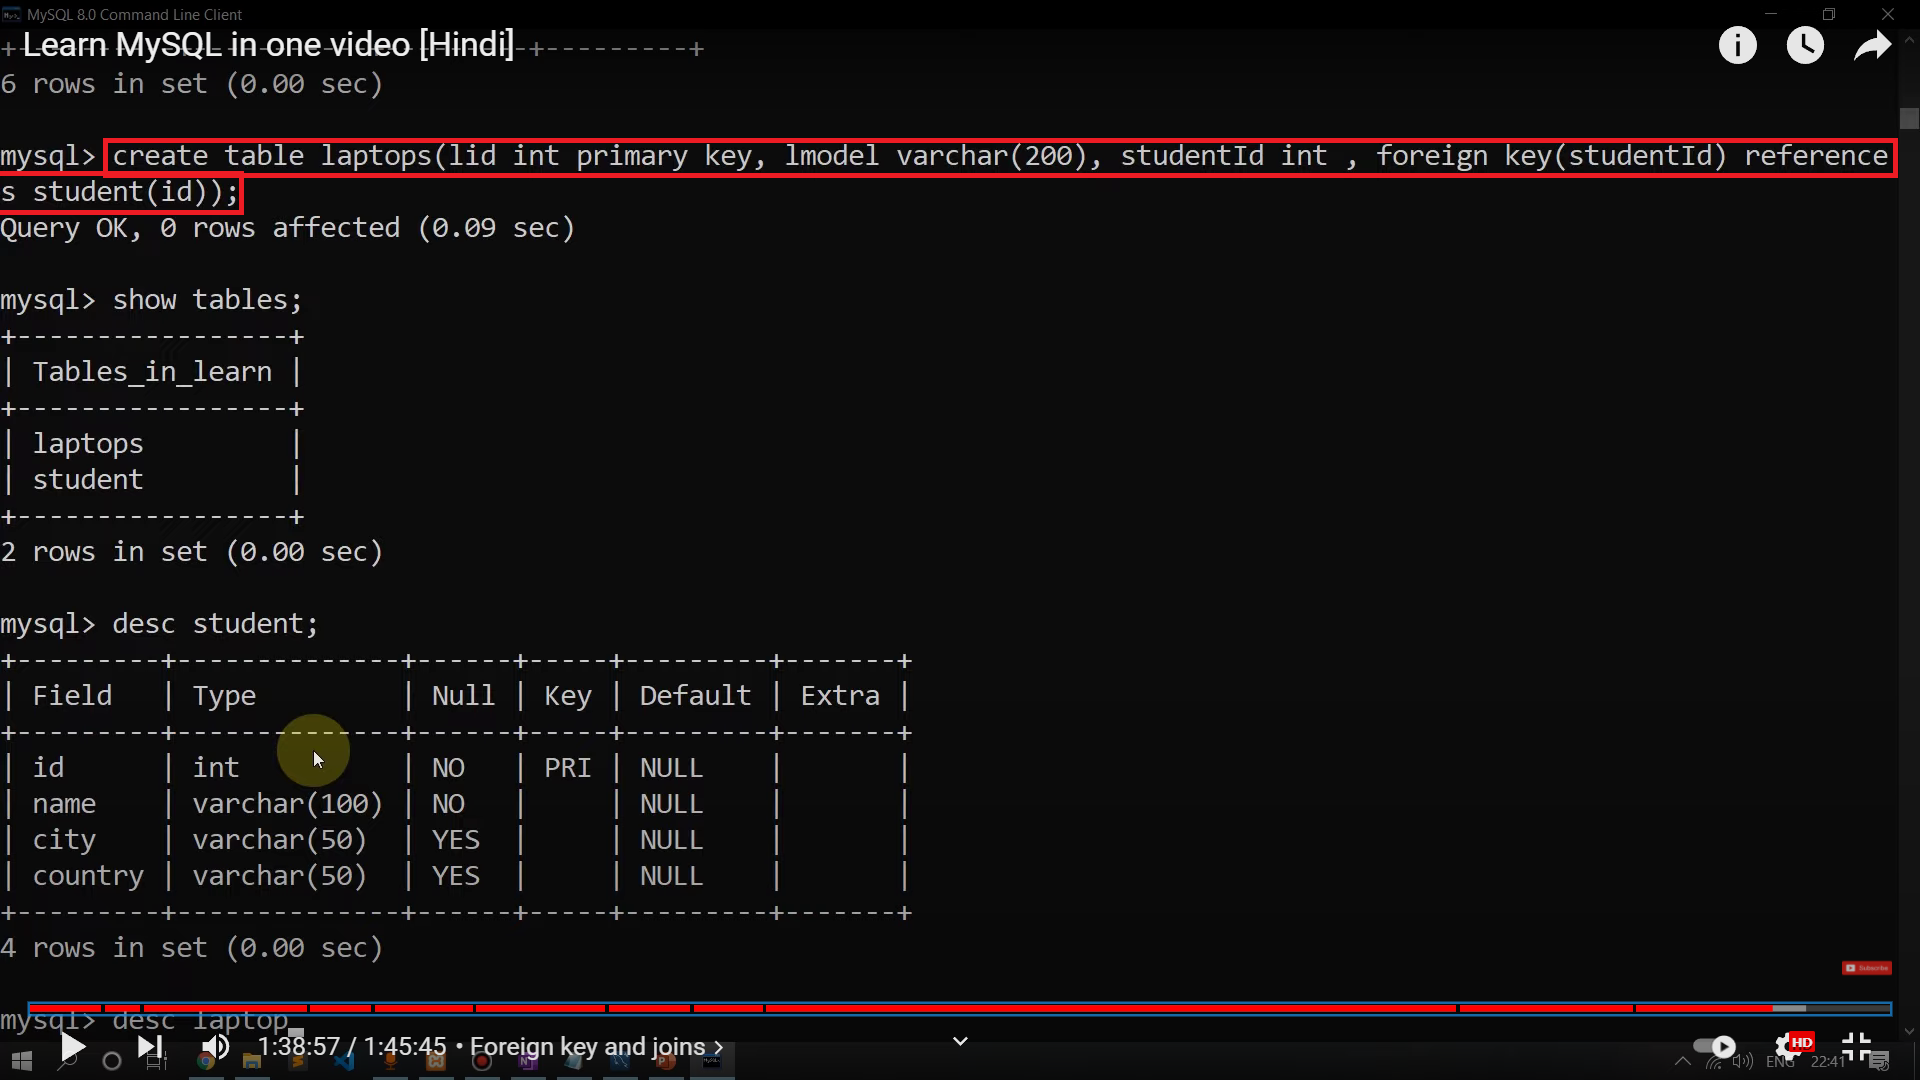 MySQL 8.0 Command Line Client
Learn MySQL in one video [Hindi]
6 rows in set (0.00 sec)
mysql> create table laptops(lid int primary key, lmodel varchar(200), studentId int , foreign key(studentId) reference
s student(id));
Query OK, 0 rows affected (0.09 sec)
mysql> show tables;
+-----------------+
| Tables_in_learn |
+-----------------+
| laptops         |
| student         |
+-----------------+
2 rows in set (0.00 sec)
mysql> desc student;
+---------+--------------+------+-----+---------+-------+
| Field   | Type         | Null | Key | Default | Extra |
+---------+--------------+------+-----+---------+-------+
| id      | int          | NO   | PRI | NULL    |       |
| name    | varchar(100) | NO   |     | NULL    |       |
| city    | varchar(50)  | YES  |     | NULL    |       |
| country | varchar(50)  | YES  |     | NULL    |       |
+---------+--------------+------+-----+---------+-------+
4 rows in set (0.00 sec)
Subscribe
mysql> desc laptop
1:38:57 / 1:45:45 • Foreign key and joins >
HD
ENG 22:41